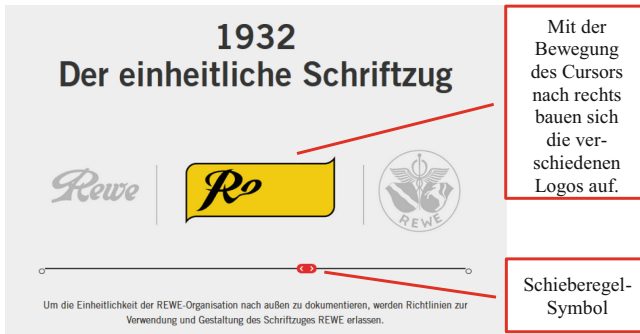 1932
Der einheitliche Schriftzug
Mit der
Bewegung
des Cursors
nach rechts
bauen sich
die ver-
schiedenen
Logos auf.
Rewe
Re
REWE
Schieberegel-
Symbol
Um die Einheitlichkeit der REWE-Organisation nach außen zu dokumentieren, werden Richtlinien zur
Verwendung und Gestaltung des Schriftzuges REWE erlassen.